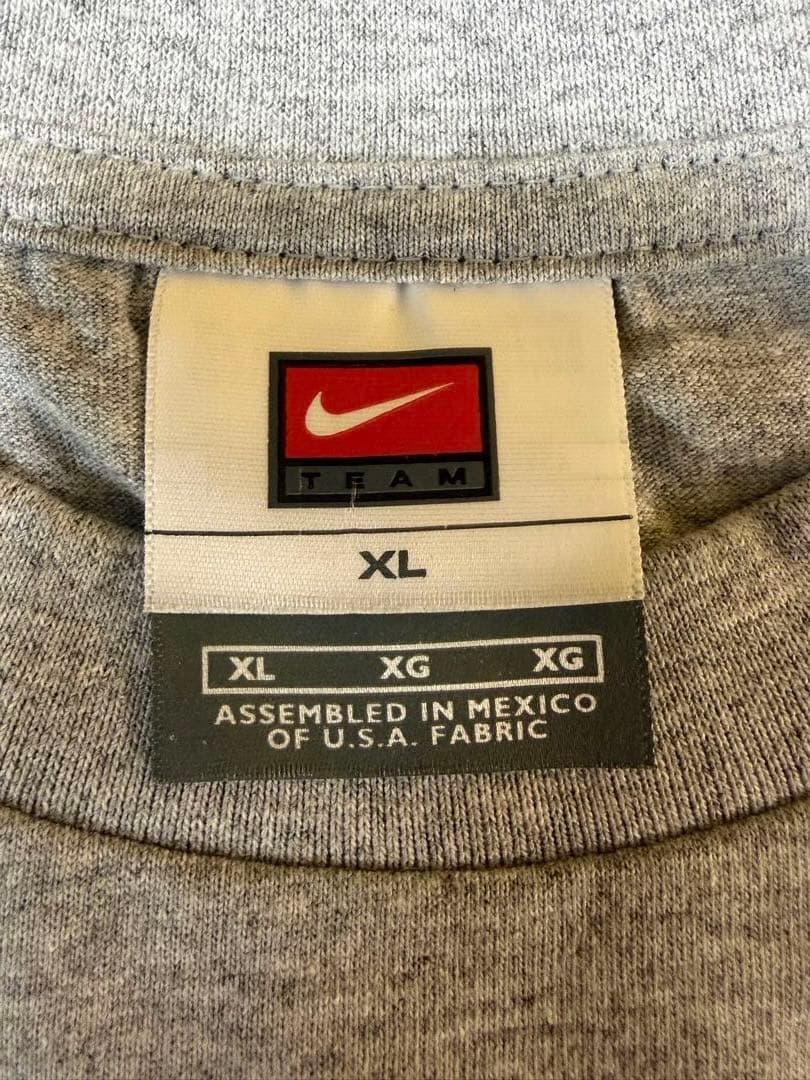 TEAM
XL
XL XG XG
ASSEMBLED IN MEXICO
OF U.S.A. FABRIC